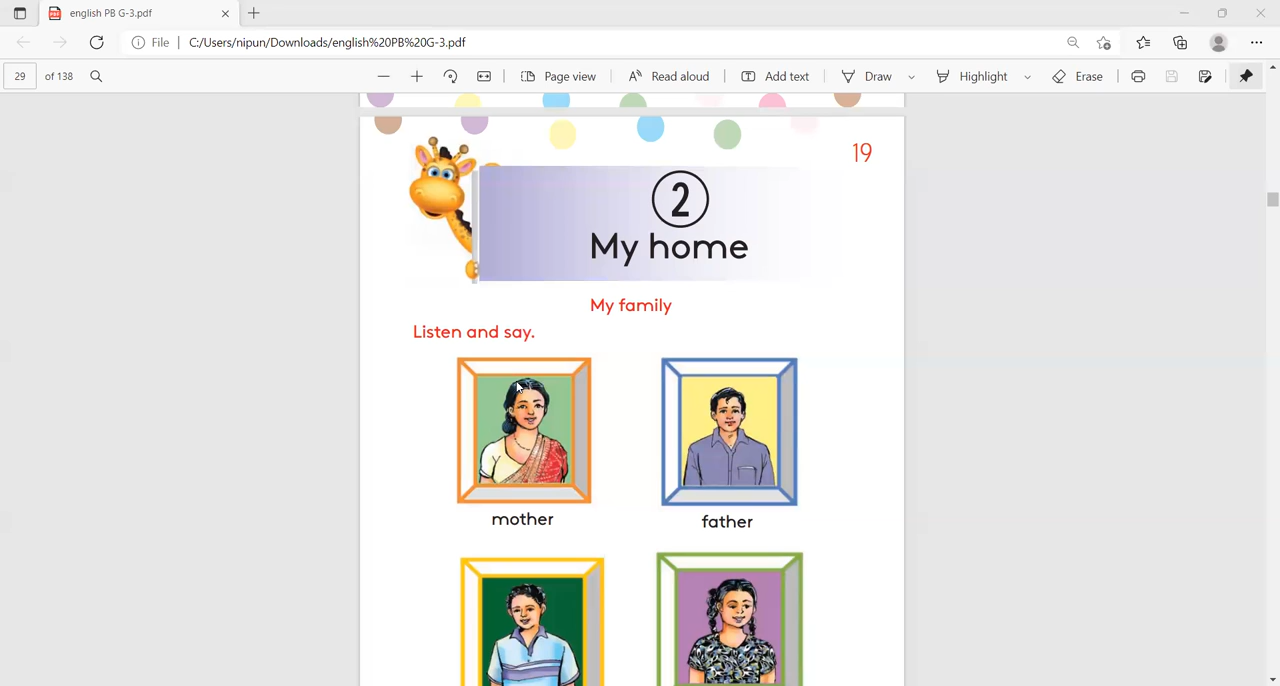 english PB G-3.pdf
File | C:/Users/nipun/Downloads/english%20PB%20G-3.pdf
29 of 138
Page view
Read aloud
Add text
Draw
Highlight
Erase
19
2
My home
My family
Listen and say.
mother father